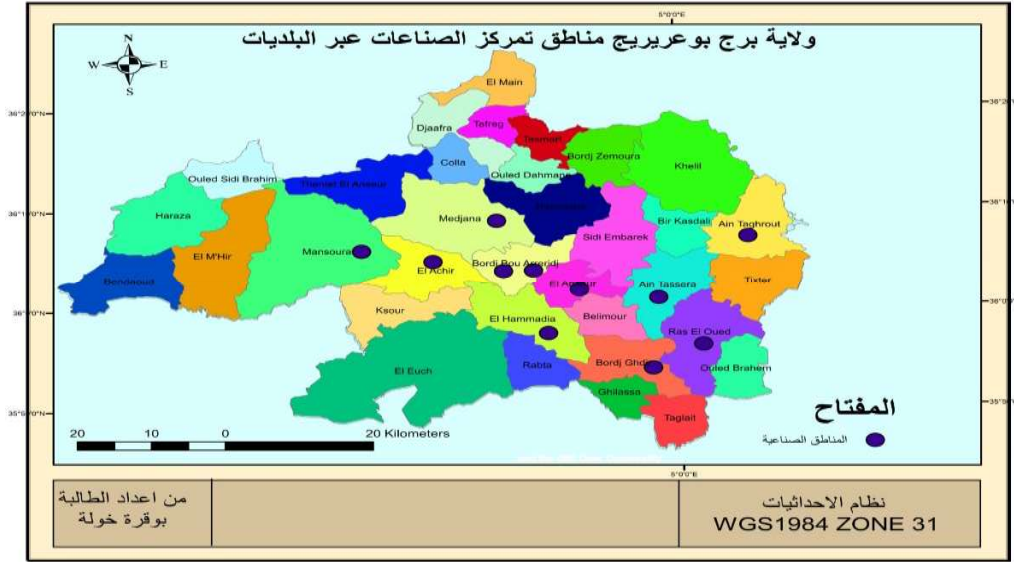 5°0'0"E
ولاية برج بوعريريج مناطق تمركز الصناعات عبر البلديات
N
W E
S
El Main
Djaafra
Tefreg
Tesmart
Bordj Zemoura
Khelil
Colla
Ouled Dahmane
Ouled Sidi Brahim
Theniet El Anseur
Haraza
Medjana
Bir Kasdali
Ain Taghrout
Sidi Embarek
El M'Hir
Mansoura
El Achir
Bordj Bou Arreridj
El Anseur
Ain Tassera
Tixter
Bendaoud
Ksour
El Hammadia
Belimour
Ras El Oued
El Euch
Rabta
Bordj Ghdir
Ouled Brahem
Ghilassa
Taglait
المفتاح
المناطق الصناعية
20 10 0 20 Kilometers
5°0'0"E
من اعداد الطالبة
بوقرة خولة
نظام الاحداثيات
WGS1984 ZONE 31